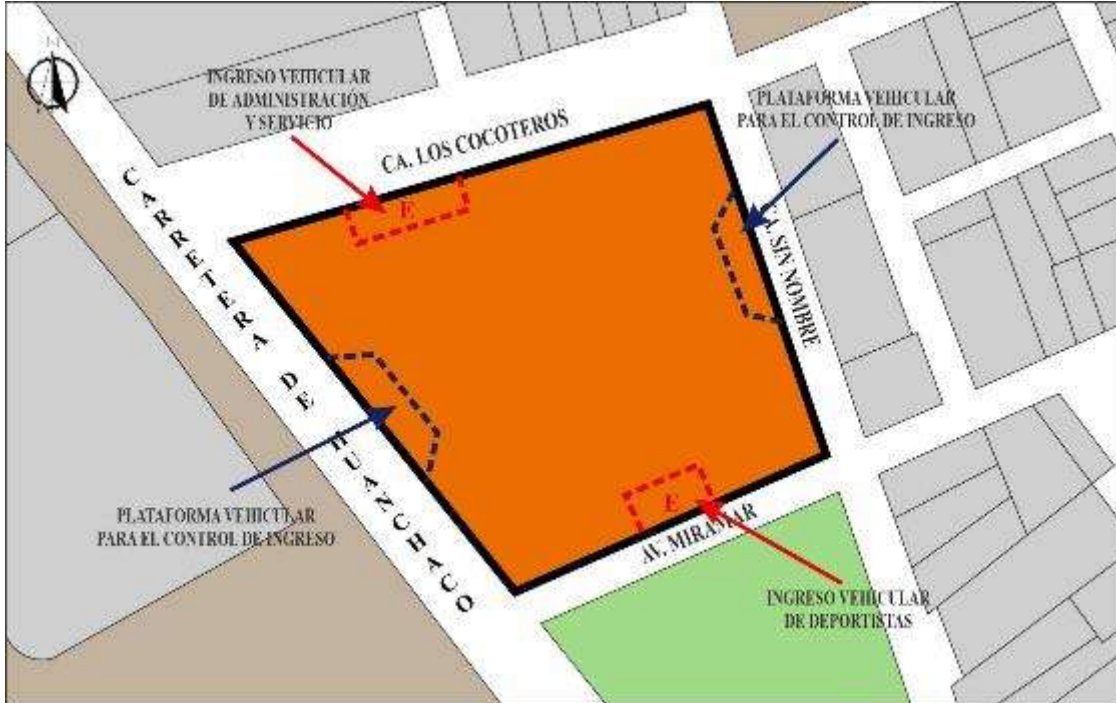 N
INGRESO VEHICULAR
DE ADMINISTRACIÓN
Y SERVICIO
CA. LOS COCOTEROS
PLATAFORMA VEHICULAR
PARA EL CONTROL DE INGRESO
E
CARRETERA DE HUANCHACO
SIN NOMBRE
PLATAFORMA VEHICULAR
PARA EL CONTROL DE INGRESO
E
AV. MIRAMAR
INGRESO VEHICULAR
DE DEPORTISTAS